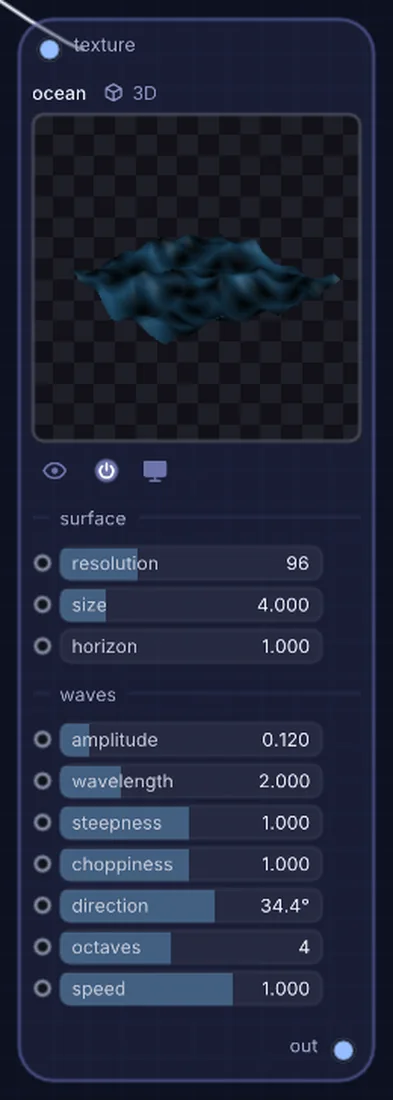 texture
ocean 3D
surface
resolution 96
size 4.000
horizon 1.000
waves
amplitude 0.120
wavelength 2.000
steepness 1.000
choppiness 1.000
direction 34.4°
octaves 4
speed 1.000
out